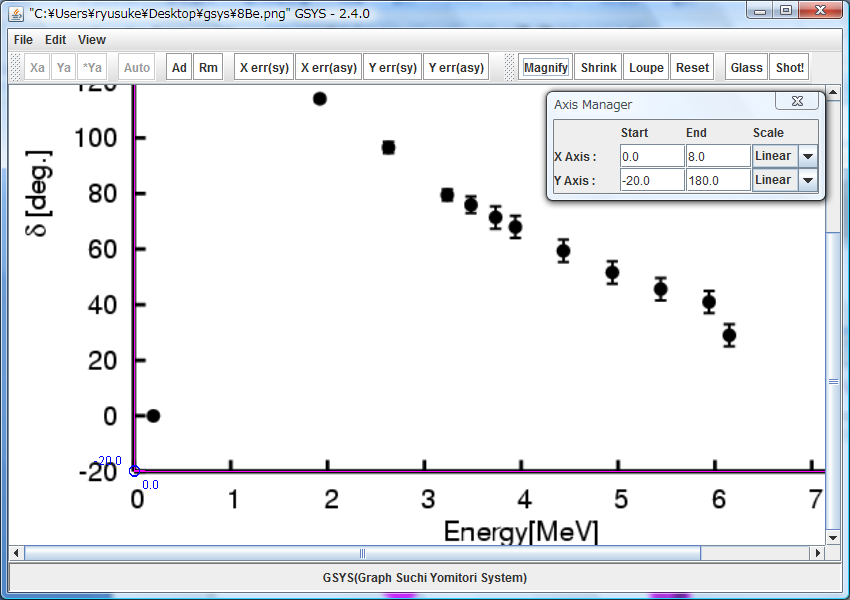 "C:¥Users¥ryusuke¥Desktop¥gsys¥8Be.png" GSYS - 2.4.0
File Edit View
Xa Ya *Ya Auto Ad Rm X err(sy) X err(asy) Y err(sy) Y err(asy) Magnify Shrink Loupe Reset Glass Shot!
Axis Manager
Start End Scale
X Axis : 0.0 8.0 Linear
Y Axis : -20.0 180.0 Linear
120
100
80
60
40
20
0
-20
δ [deg.]
-20.0
0.0
0 1 2 3 4 5 6 7
Energy[MeV]
GSYS(Graph Suchi Yomitori System)